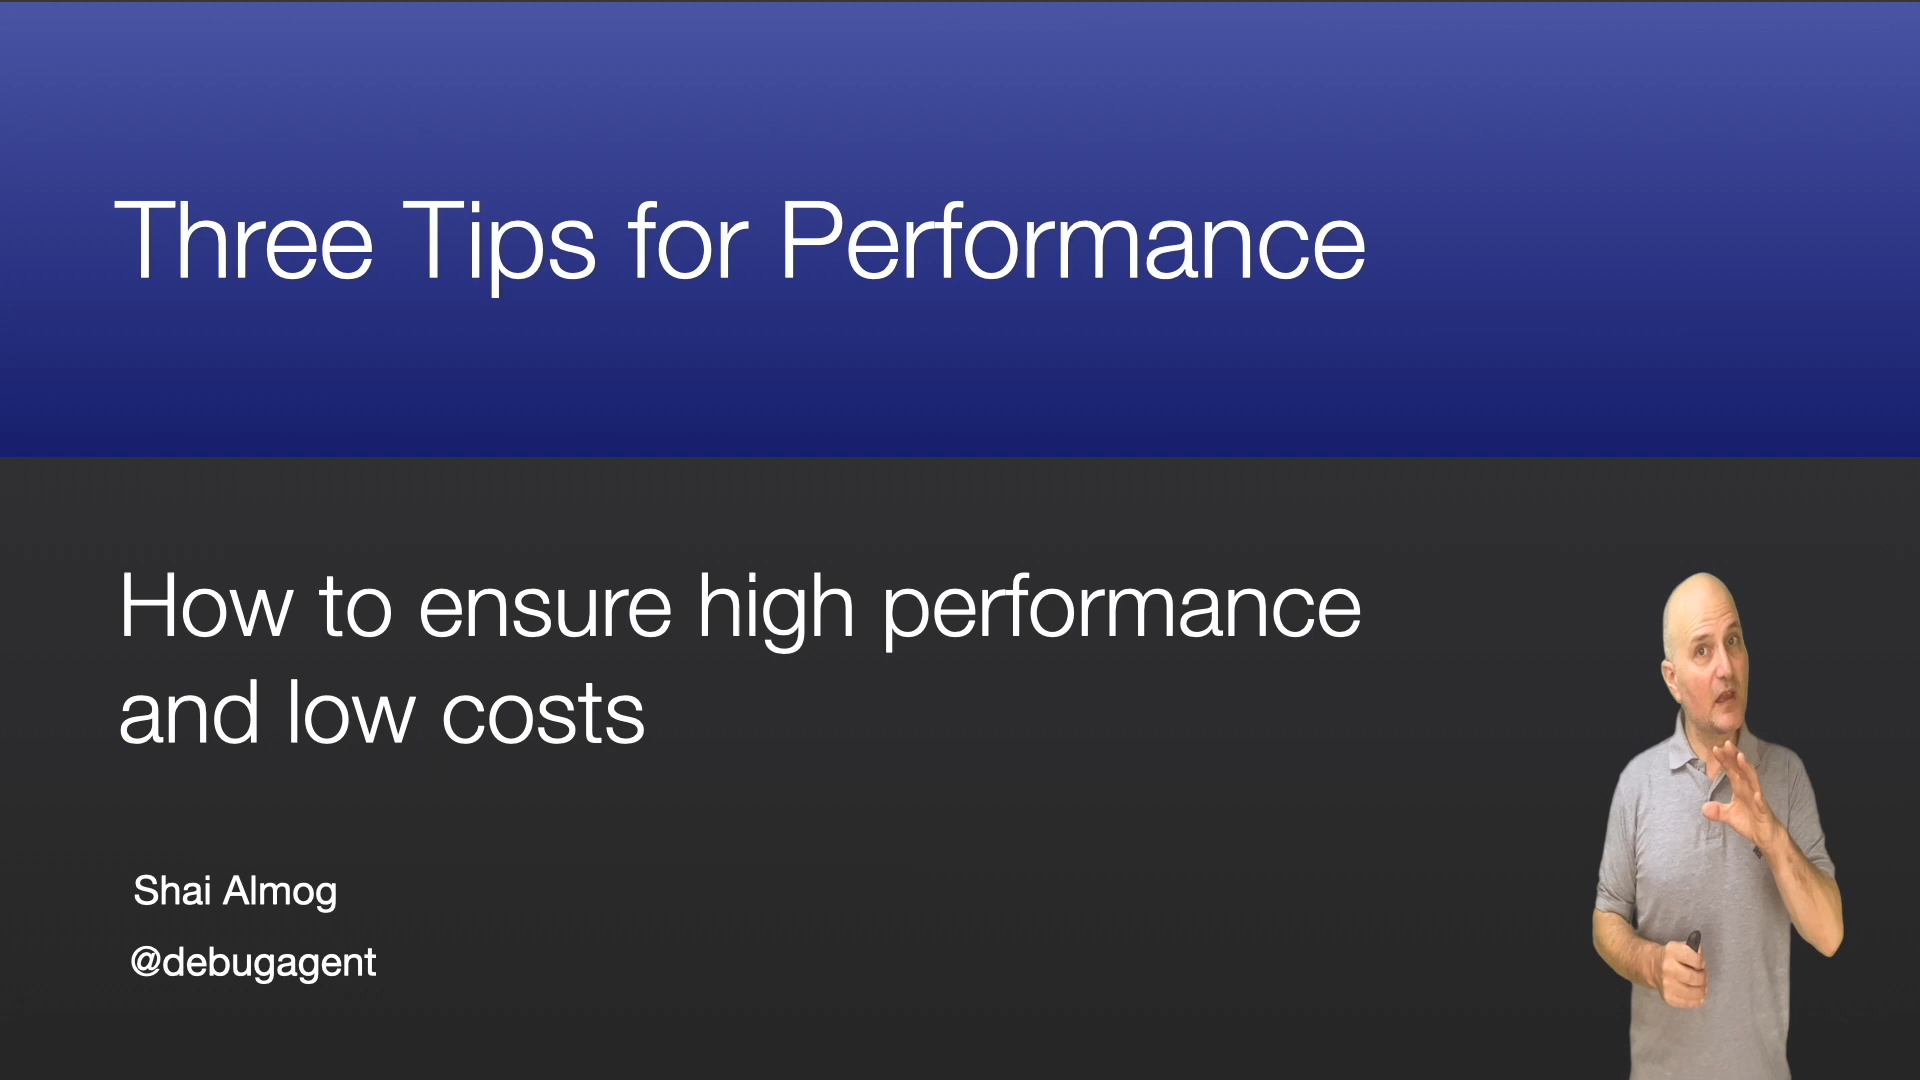 Three Tips for Performance
How to ensure high performance
and low costs
Shai Almog
@debugagent